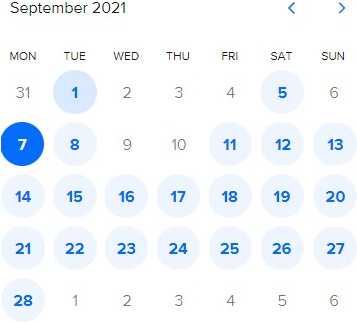 September 2021
MON TUE WED THU FRI SAT SUN
31 1 2 3 4 5 6
7 8 9 10 11 12 13
14 15 16 17 18 19 20
21 22 23 24 25 26 27
28 1 2 3 4 5 6